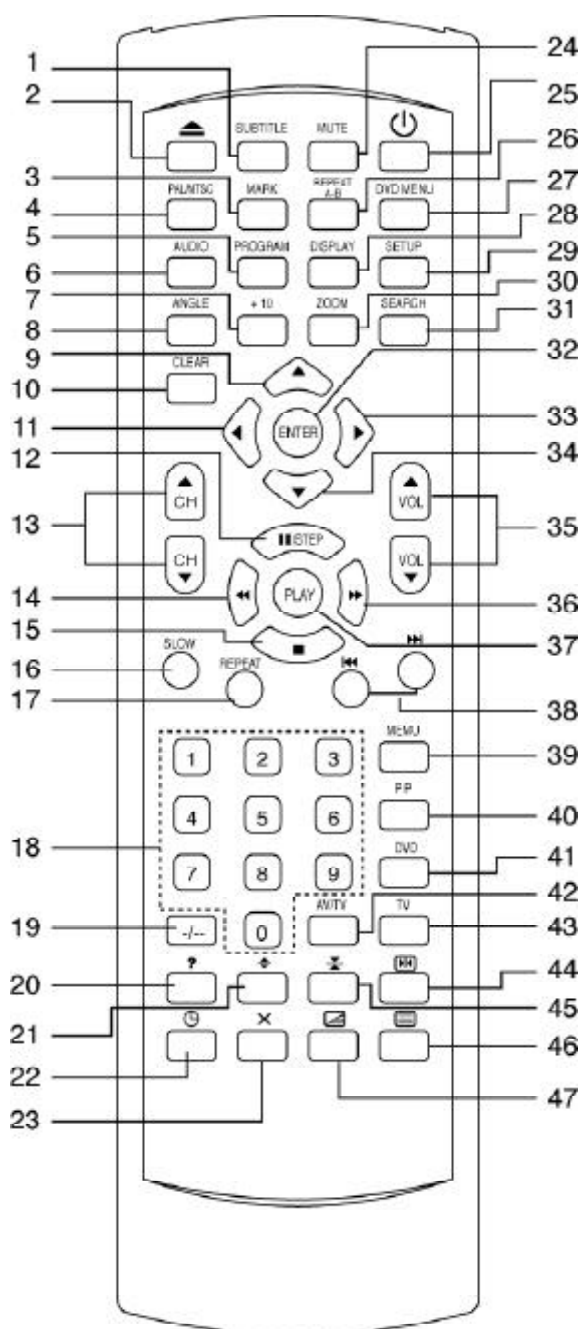 1
2
3
4
5
6
7
8
9
10
11
12
13
14
15
16
17
18
19
20
21
22
23
SUBTITLE MUTE
PAL/NTSC MARK REPEAT A-B DVD MENU
AUDIO PROGRAM DISPLAY SETUP
ANGLE +10 ZOOM SEARCH
CLEAR
ENTER
CH VOL
CH VOL
STEP
PLAY
SLOW
REPEAT
MEMU
1 2 3
PIP
4 5 6
DVD
7 8 9
AV/TV TV
-/-- 0
?
24
25
26
27
28
29
30
31
32
33
34
35
36
37
38
39
40
41
42
43
44
45
46
47